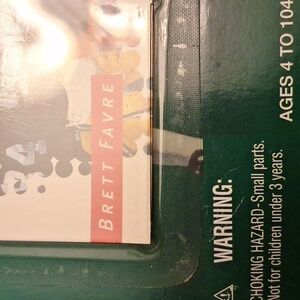 BRETT FAVRE
AGES 4 TO 104
WARNING:
CHOKING HAZARD-Small parts.
Not for children under 3 years.